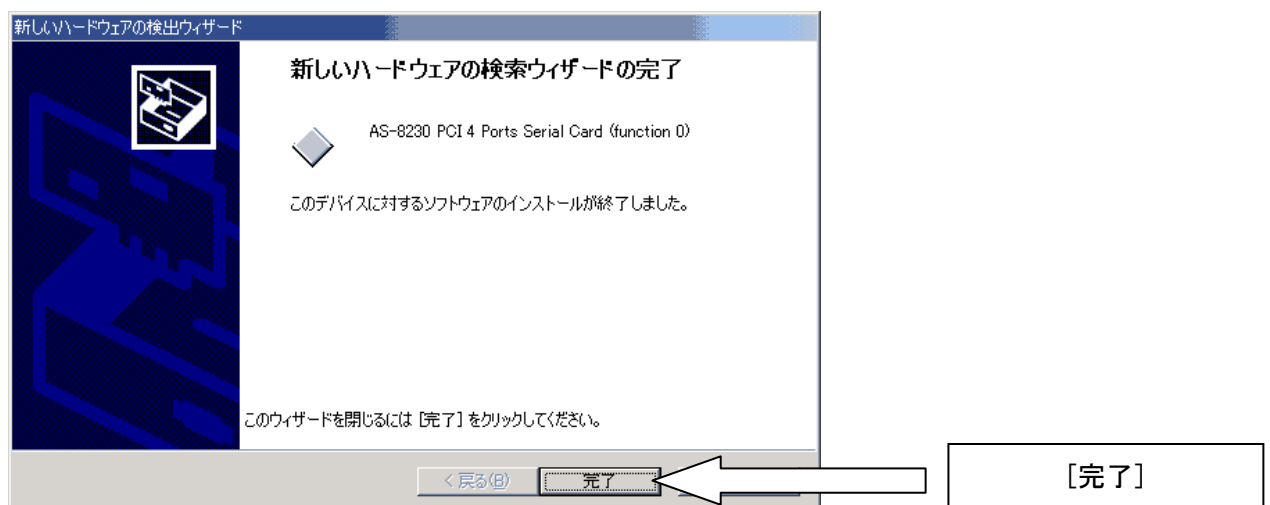 新しいハードウェアの検出ウィザード
新しいハードウェアの検索ウィザードの完了
AS-8230 PCI 4 Ports Serial Card (function 0)
このデバイスに対するソフトウェアのインストールが終了しました。
このウィザードを閉じるには [完了] をクリックしてください。
< 戻る(B)
完了
[完了]